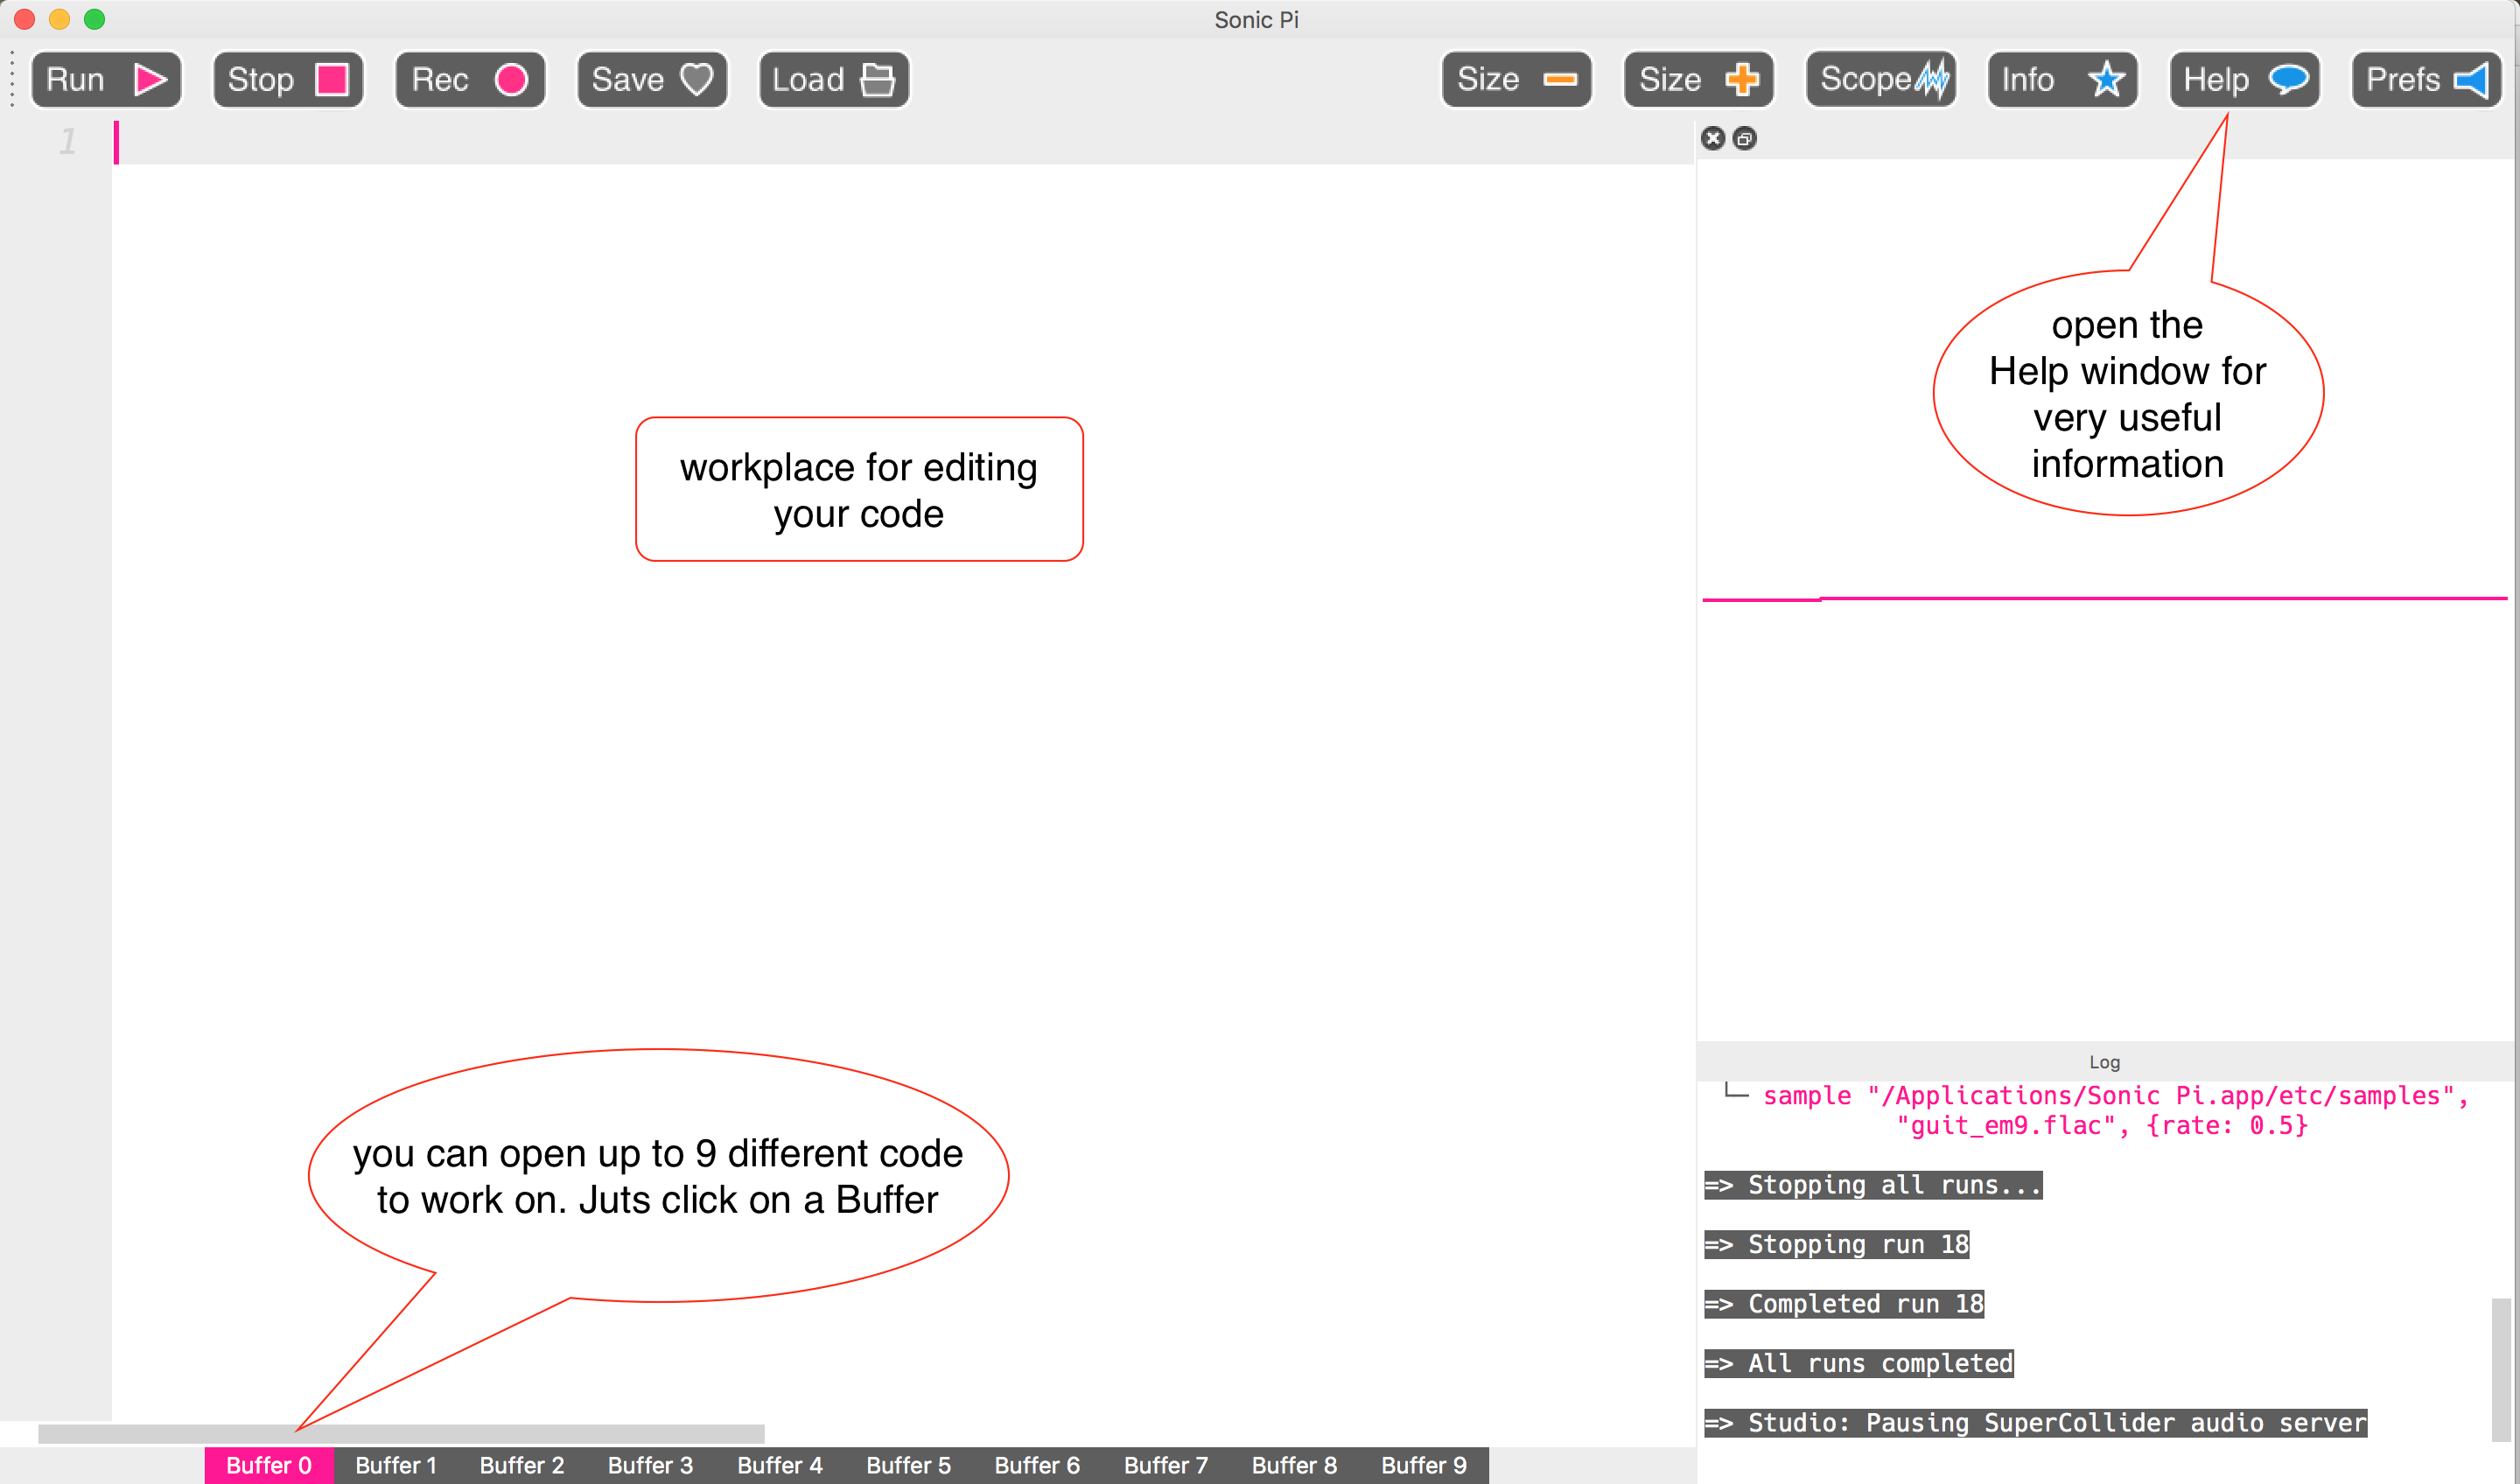 Sonic Pi
Run Stop Rec Save Load Size Size Scope Info Help Prefs
1
open the
Help window for
very useful
information
workplace for editing
your code
you can open up to 9 different code
to work on. Juts click on a Buffer
Log
sample "/Applications/Sonic Pi.app/etc/samples",
"guit_em9.flac", {rate: 0.5}
=> Stopping all runs...
=> Stopping run 18
=> Completed run 18
=> All runs completed
=> Studio: Pausing SuperCollider audio server
Buffer 0 Buffer 1 Buffer 2 Buffer 3 Buffer 4 Buffer 5 Buffer 6 Buffer 7 Buffer 8 Buffer 9